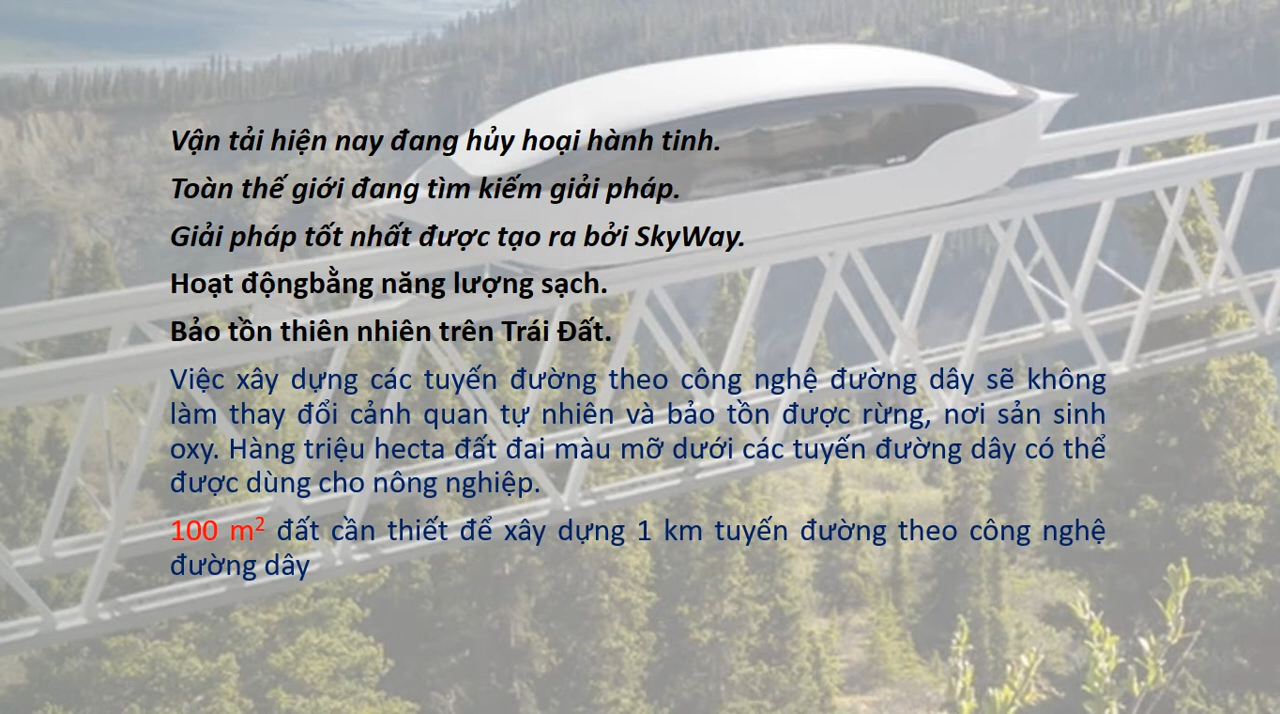 Vận tải hiện nay đang hủy hoại hành tinh.
Toàn thế giới đang tìm kiếm giải pháp.
Giải pháp tốt nhất được tạo ra bởi SkyWay.
Hoạt độngbằng năng lượng sạch.
Bảo tồn thiên nhiên trên Trái Đất.
Việc xây dựng các tuyến đường theo công nghệ đường dây sẽ không
làm thay đổi cảnh quan tự nhiên và bảo tồn được rừng, nơi sản sinh
oxy. Hàng triệu hecta đất đai màu mỡ dưới các tuyến đường dây có thể
được dùng cho nông nghiệp.
100 m² đất cần thiết để xây dựng 1 km tuyến đường theo công nghệ
đường dây